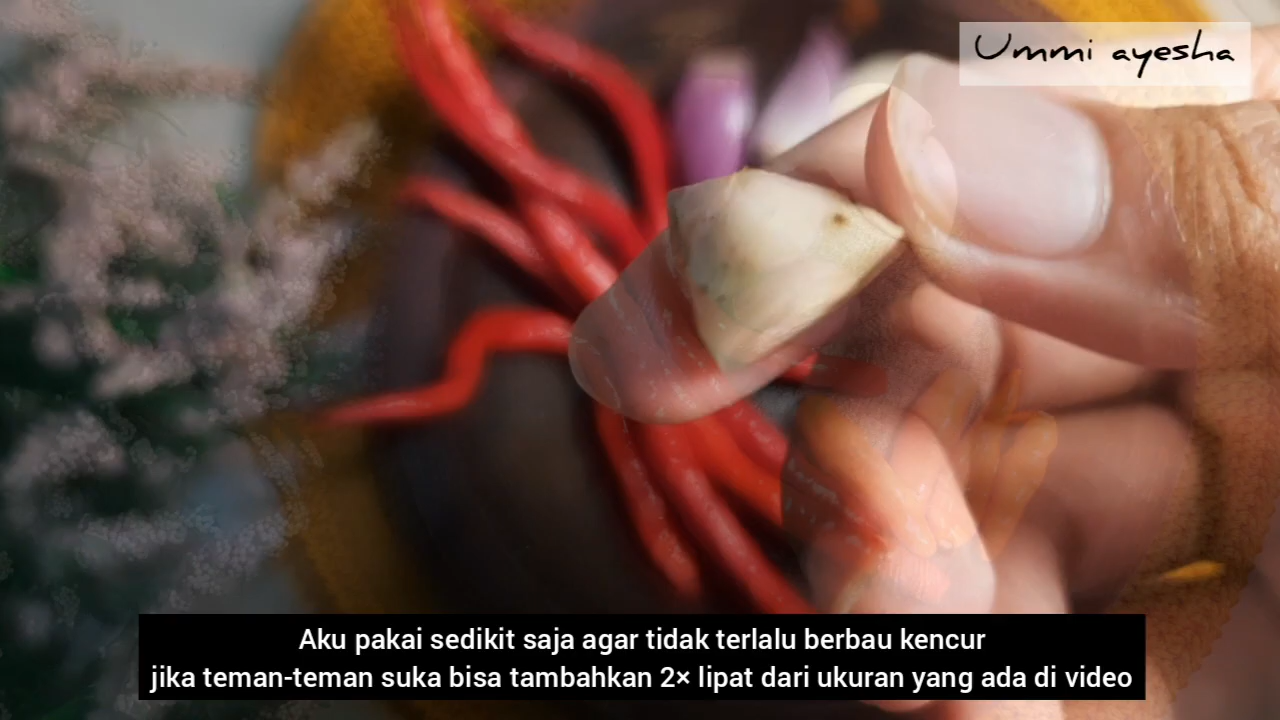 Ummi ayesha
Aku pakai sedikit saja agar tidak terlalu berbau kencur
jika teman-teman suka bisa tambahkan 2× lipat dari ukuran yang ada di video